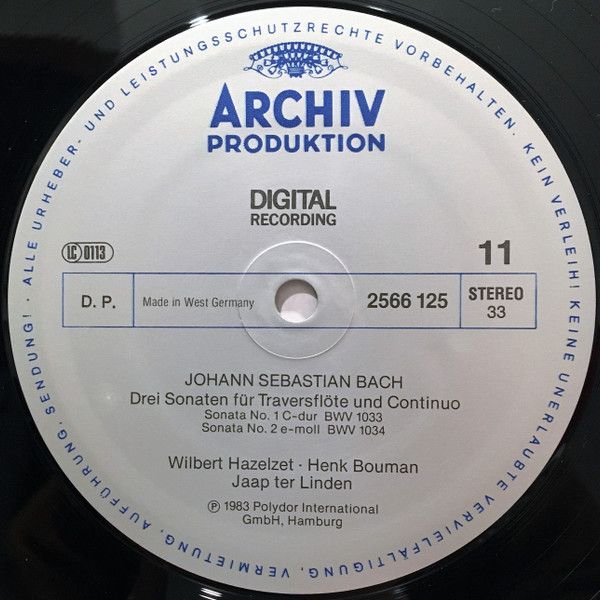 ALLE URHEBER- UND LEISTUNGSSCHUTZRECHTE VORBEHALTEN. KEIN VERLEIH! KEINE UNERLAUBTE VERVIELFÄLTIGUNG, VERMIETUNG, AUFFÜHRUNG, SENDUNG! ·
ARCHIV
PRODUKTION
DIGITAL
RECORDING
LC 0113
11
D. P.
Made in West Germany
2566 125
STEREO
33
JOHANN SEBASTIAN BACH
Drei Sonaten für Traversflöte und Continuo
Sonata No. 1 C-dur BWV 1033
Sonata No. 2 e-moll BWV 1034
Wilbert Hazelzet · Henk Bouman
Jaap ter Linden
℗ 1983 Polydor International
GmbH, Hamburg